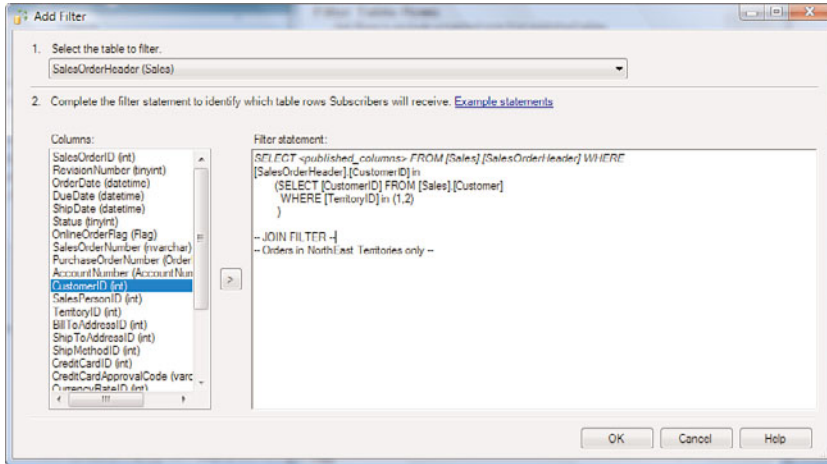 Add Filter
1. Select the table to filter.
SalesOrderHeader (Sales)
2. Complete the filter statement to identify which table rows Subscribers will receive. Example statements
Columns:
SalesOrderID (int)
RevisionNumber (tinyint)
OrderDate (datetime)
DueDate (datetime)
ShipDate (datetime)
Status (tinyint)
OnlineOrderFlag (Flag)
SalesOrderNumber (nvarchar)
PurchaseOrderNumber (Order
AccountNumber (AccountNun
CustomerID (int)
SalesPersonID (int)
TerritoryID (int)
BillToAddressID (int)
ShipToAddressID (int)
ShipMethodID (int)
CreditCardID (int)
CreditCardApprovalCode (varc
CurrencyRateID (int)
>
Filter statement:
SELECT <published_columns> FROM [Sales].[SalesOrderHeader] WHERE
[SalesOrderHeader].[CustomerID] in
(SELECT [CustomerID] FROM [Sales].[Customer]
WHERE [TerritoryID] in (1,2)
)
-- JOIN FILTER --
-- Orders in NorthEast Territories only --
OK
Cancel
Help